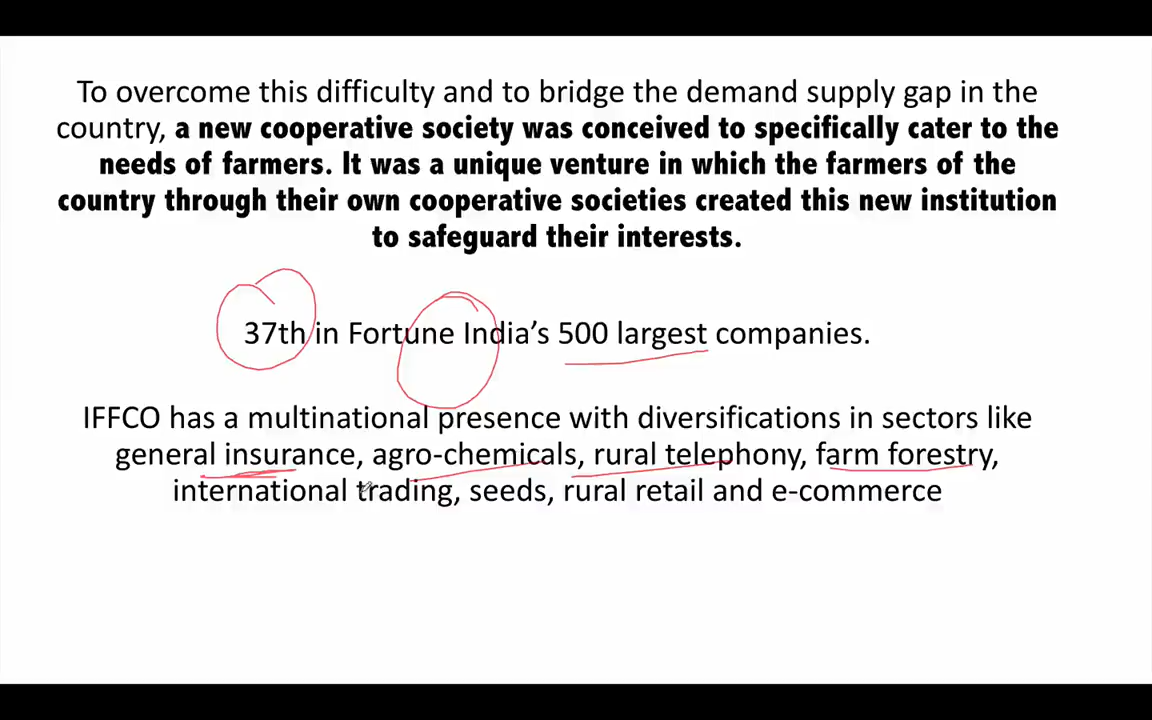 To overcome this difficulty and to bridge the demand supply gap in the
country, a new cooperative society was conceived to specifically cater to the
needs of farmers. It was a unique venture in which the farmers of the
country through their own cooperative societies created this new institution
to safeguard their interests.
37th in Fortune India’s 500 largest companies.
IFFCO has a multinational presence with diversifications in sectors like
general insurance, agro-chemicals, rural telephony, farm forestry,
international trading, seeds, rural retail and e-commerce